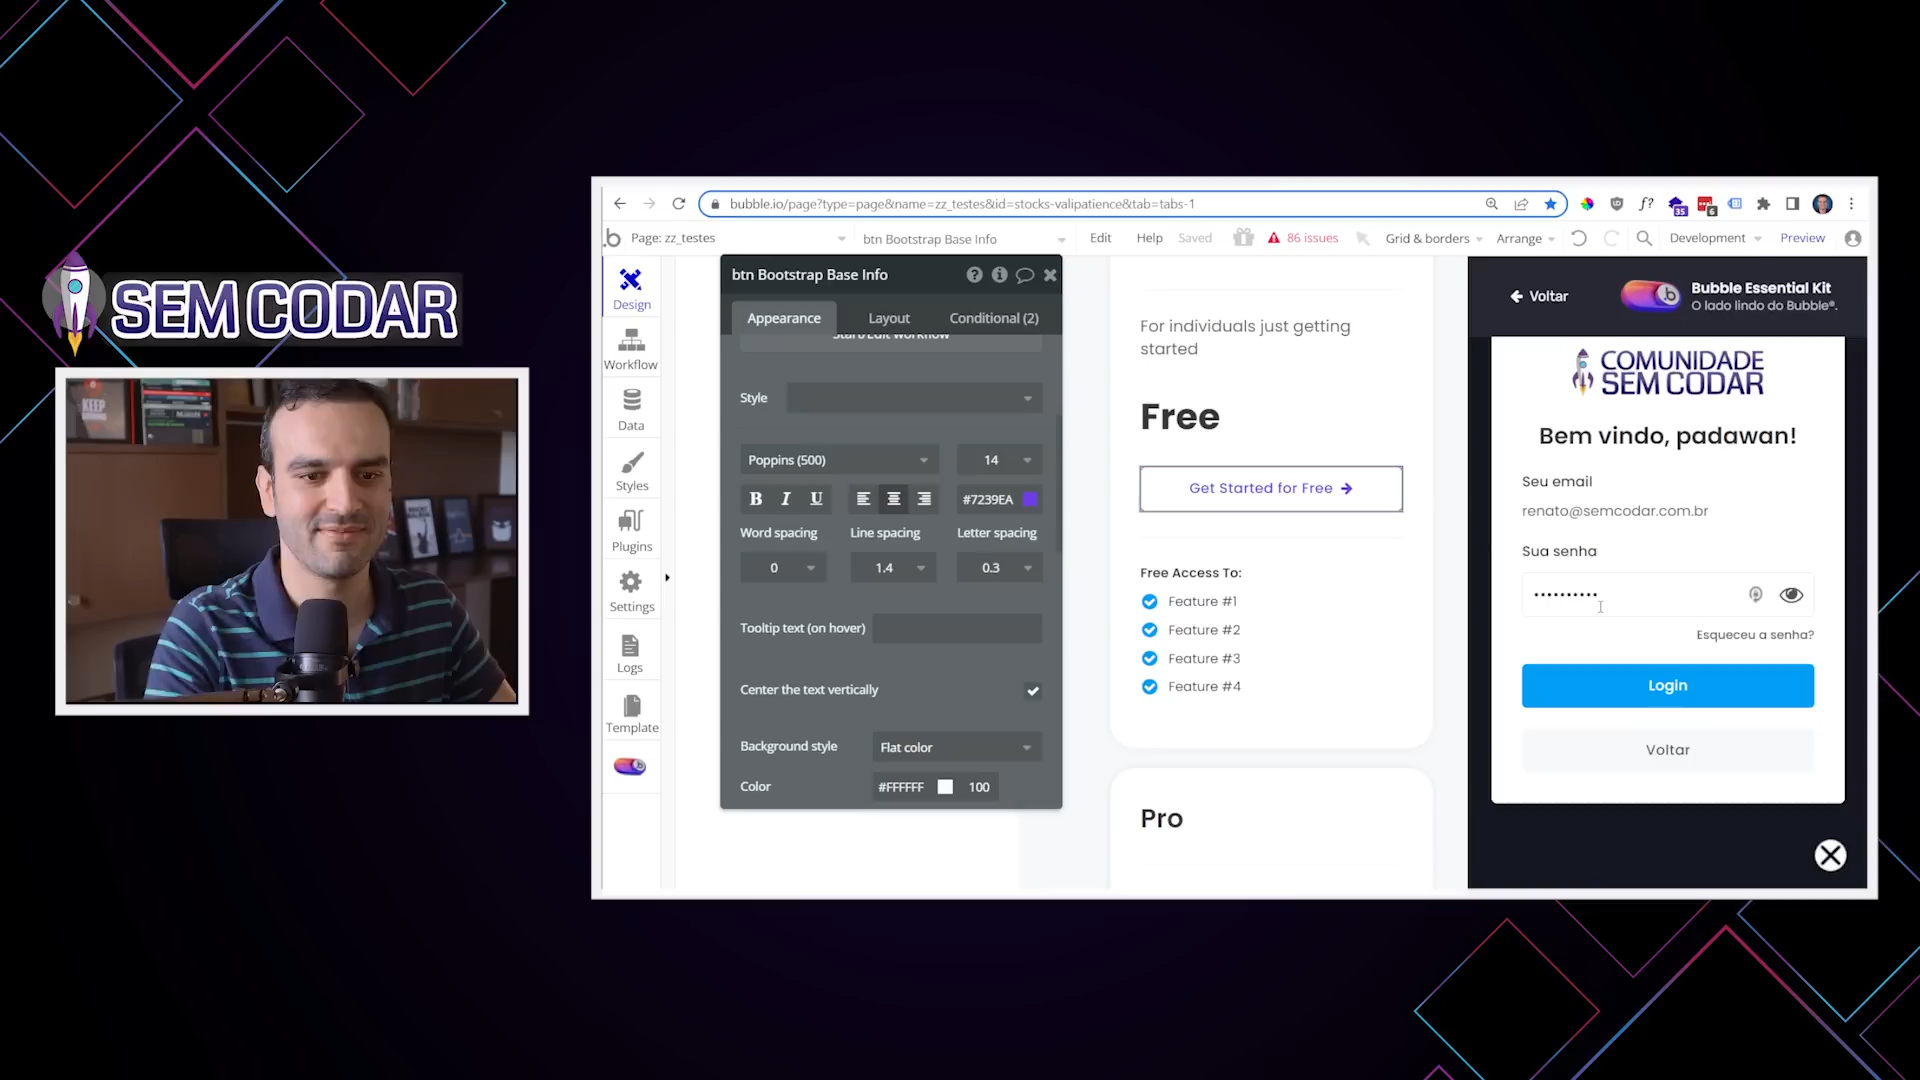 SEM CODAR
KEEP
bubble.io/page?type=page&name=zz_testes&id=stocks-valipatience&tab=tabs-1
f?
35
6
.b
Page: zz_testes
btn Bootstrap Base Info
Edit
Help
Saved
86 issues
Grid & borders
Arrange
Development
Preview
Design
Workflow
Data
Styles
Plugins
Settings
Logs
Template
b
btn Bootstrap Base Info
Appearance
Layout
Conditional (2)
Start/Edit workflow
Style
Poppins (500)
14
B I U
#7239EA
Word spacing
Line spacing
Letter spacing
0
1.4
0.3
Tooltip text (on hover)
Center the text vertically
Background style
Flat color
Color
#FFFFFF
100
For individuals just getting
started
Free
Get Started for Free
Free Access To:
Feature #1
Feature #2
Feature #3
Feature #4
Pro
Voltar
.b
Bubble Essential Kit
O lado lindo do Bubble®.
COMUNIDADE
SEM CODAR
Bem vindo, padawan!
Seu email
renato@semcodar.com.br
Sua senha
Esqueceu a senha?
Login
Voltar